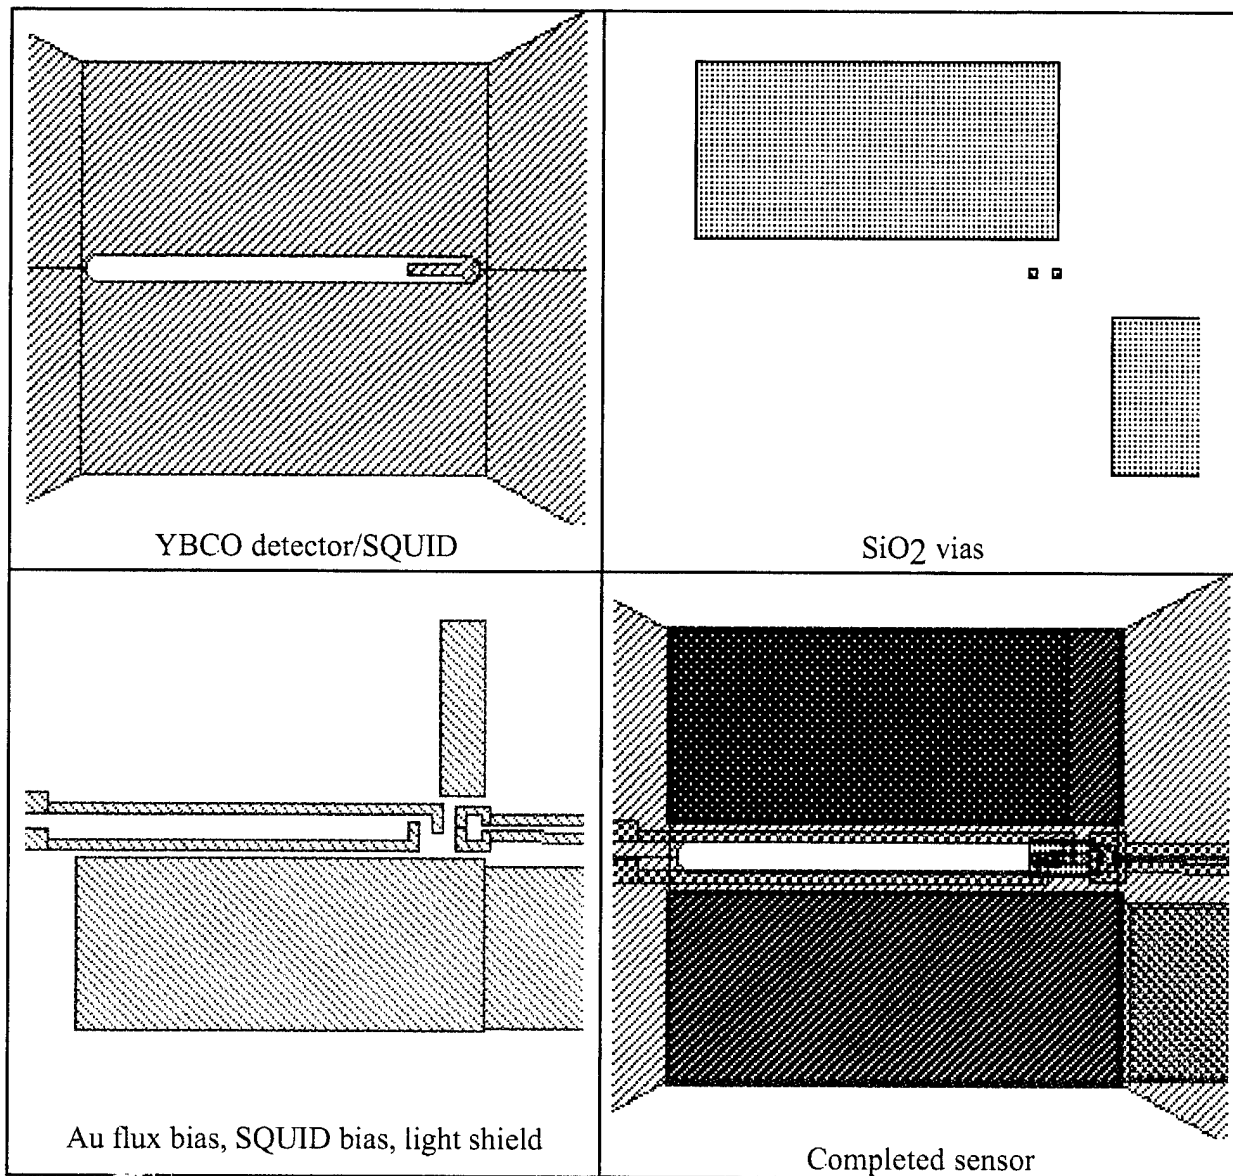 YBCO detector/SQUID
SiO2 vias
Au flux bias, SQUID bias, light shield
Completed sensor